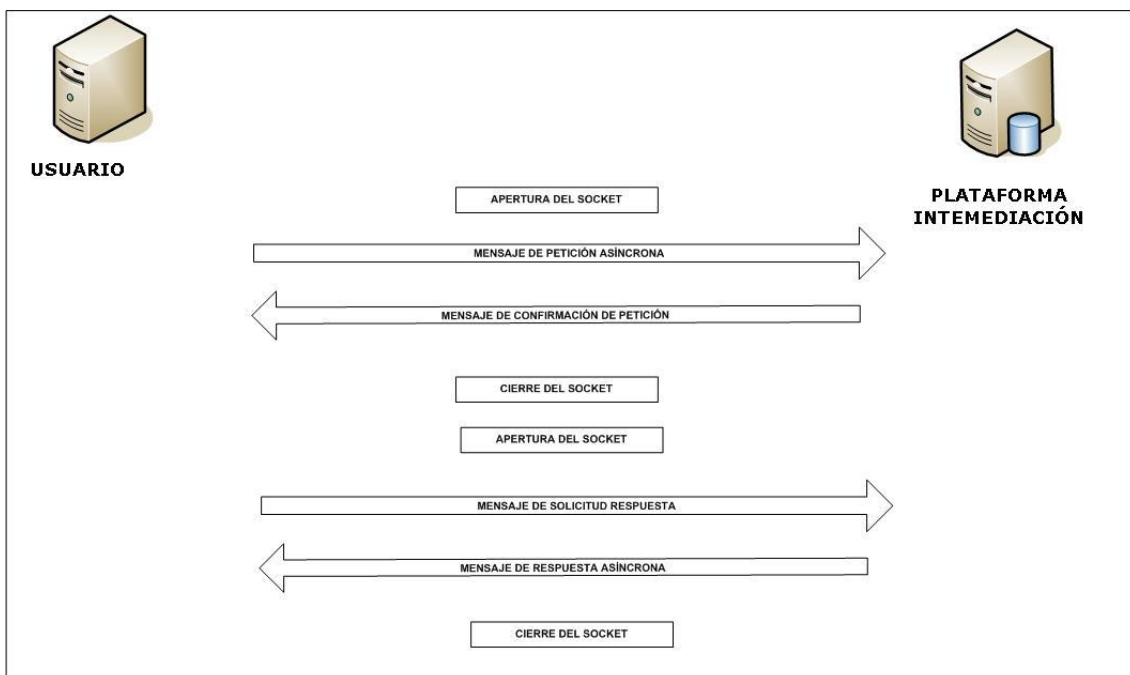 USUARIO
PLATAFORMA
INTEMEDIACIÓN
APERTURA DEL SOCKET
MENSAJE DE PETICIÓN ASÍNCRONA
MENSAJE DE CONFIRMACIÓN DE PETICIÓN
CIERRE DEL SOCKET
APERTURA DEL SOCKET
MENSAJE DE SOLICITUD RESPUESTA
MENSAJE DE RESPUESTA ASÍNCRONA
CIERRE DEL SOCKET